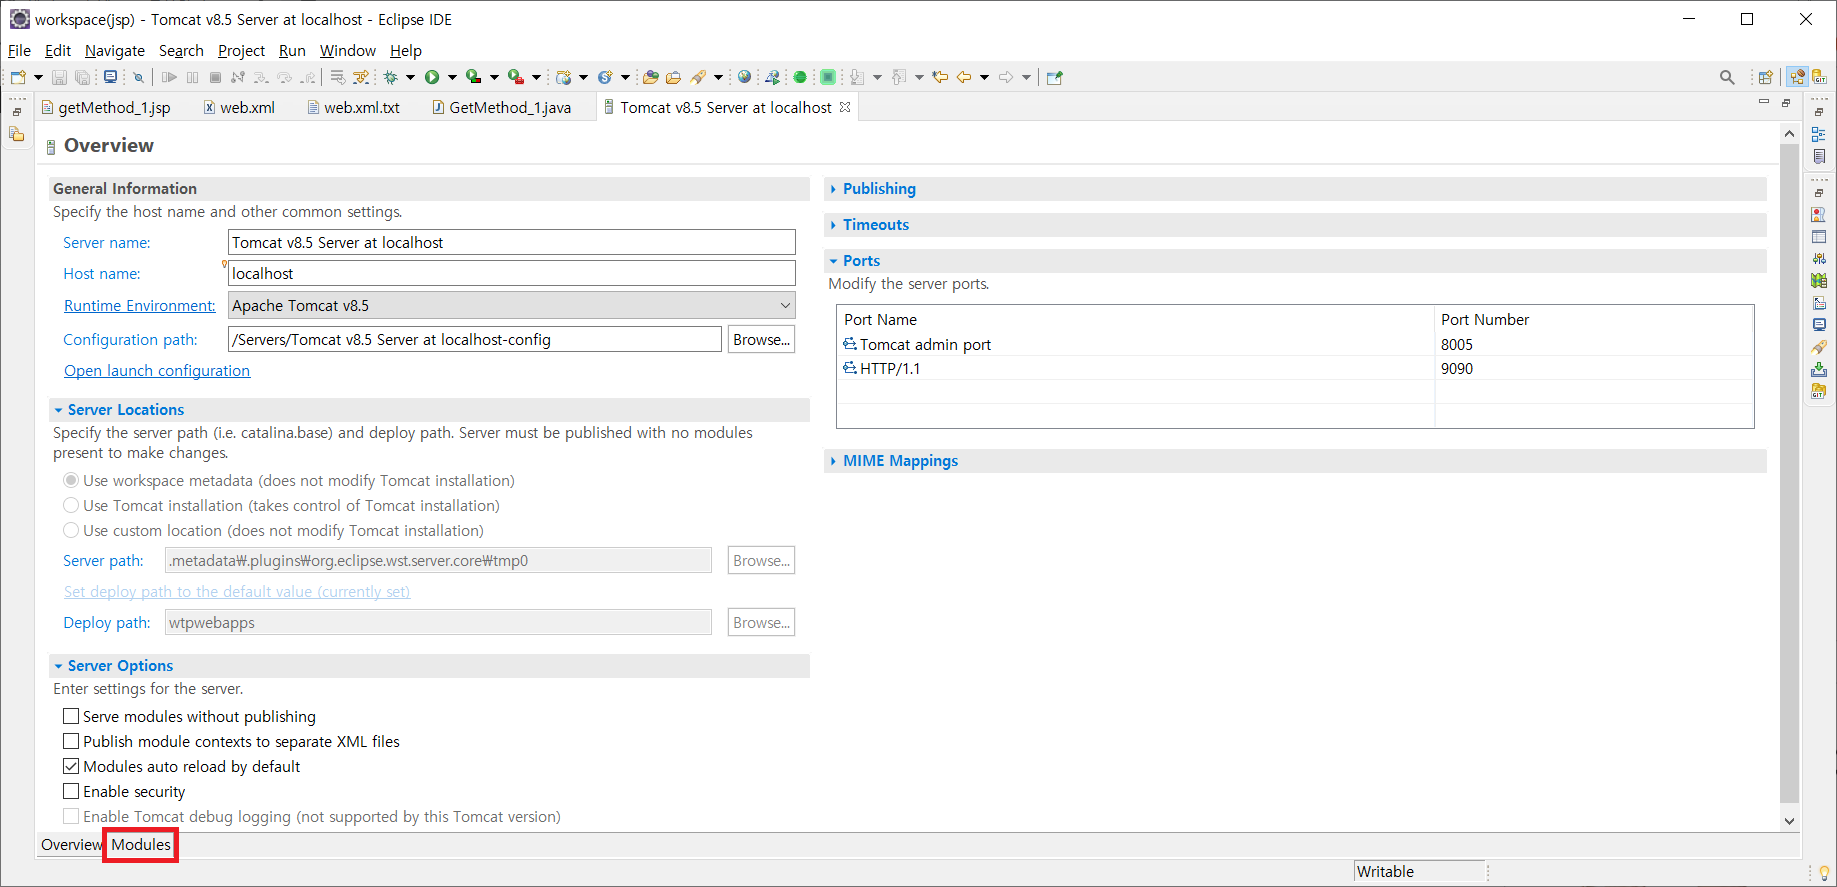 workspace(jsp) - Tomcat v8.5 Server at localhost - Eclipse IDE
File Edit Navigate Search Project Run Window Help
getMethod_1.jsp web.xml web.xml.txt GetMethod_1.java Tomcat v8.5 Server at localhost
Overview
General Information
Specify the host name and other common settings.
Server name: Tomcat v8.5 Server at localhost
Host name: localhost
Runtime Environment: Apache Tomcat v8.5
Configuration path: /Servers/Tomcat v8.5 Server at localhost-config Browse...
Open launch configuration
Server Locations
Specify the server path (i.e. catalina.base) and deploy path. Server must be published with no modules
present to make changes.
Use workspace metadata (does not modify Tomcat installation)
Use Tomcat installation (takes control of Tomcat installation)
Use custom location (does not modify Tomcat installation)
Server path: .metadata₩.plugins₩org.eclipse.wst.server.core₩tmp0 Browse...
Set deploy path to the default value (currently set)
Deploy path: wtpwebapps Browse...
Server Options
Enter settings for the server.
Serve modules without publishing
Publish module contexts to separate XML files
Modules auto reload by default
Enable security
Enable Tomcat debug logging (not supported by this Tomcat version)
Publishing
Timeouts
Ports
Modify the server ports.
Port Name Port Number
Tomcat admin port 8005
HTTP/1.1 9090
MIME Mappings
Overview Modules
Writable